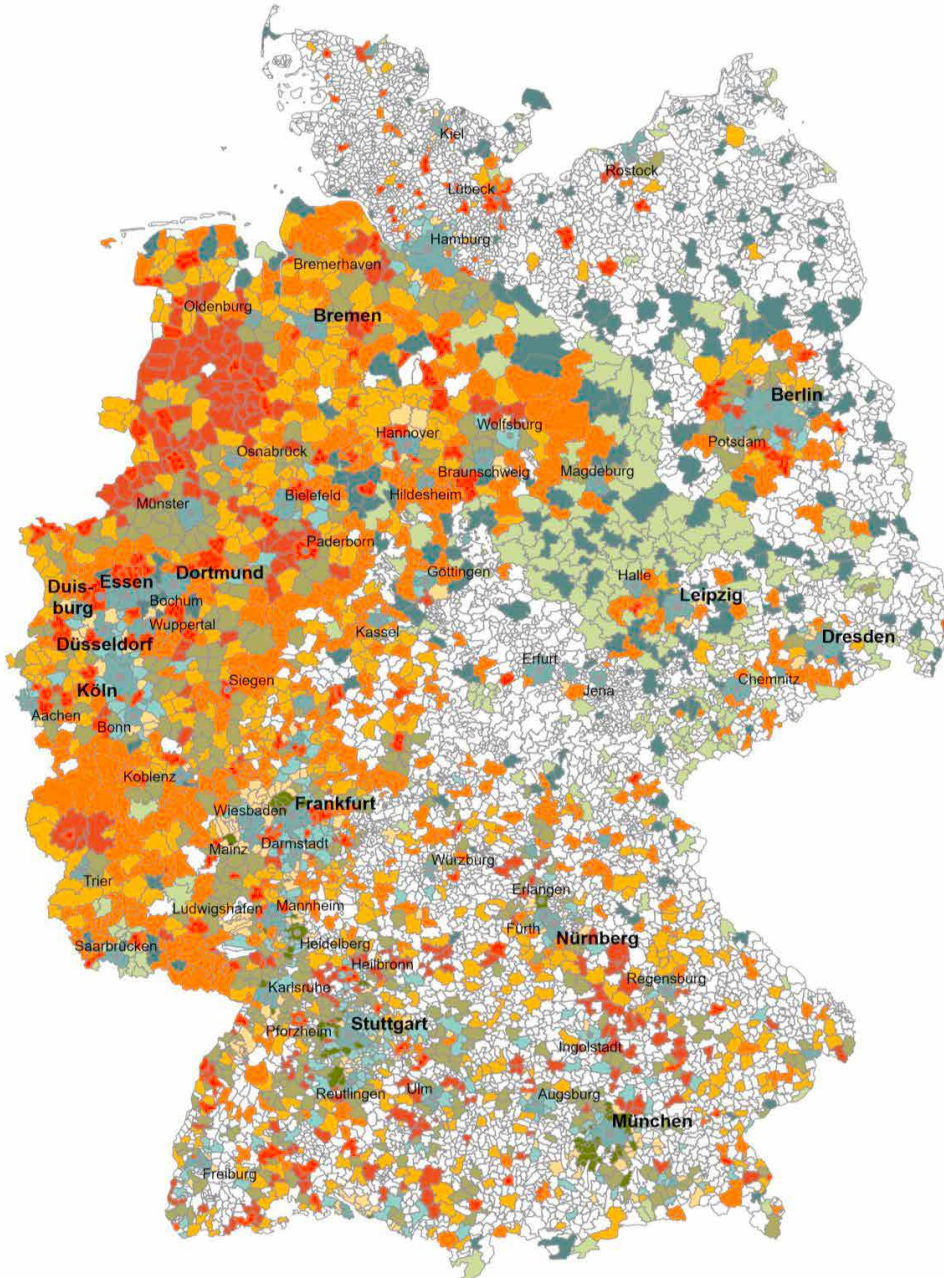 Kiel
Rostock
Lübeck
Hamburg
Bremerhaven
Oldenburg
Bremen
Berlin
Hannover
Wolfsburg
Potsdam
Osnabrück
Braunschweig
Magdeburg
Bielefeld
Hildesheim
Münster
Paderborn
Göttingen
Halle
Essen
Dortmund
Duis-
burg
Bochum
Leipzig
Wuppertal
Kassel
Düsseldorf
Dresden
Erfurt
Siegen
Chemnitz
Köln
Jena
Aachen
Bonn
Koblenz
Wiesbaden
Frankfurt
Mainz
Darmstadt
Würzburg
Trier
Erlangen
Ludwigshafen
Mannheim
Fürth
Nürnberg
Saarbrücken
Heidelberg
Heilbronn
Regensburg
Karlsruhe
Pforzheim
Stuttgart
Ingolstadt
Reutlingen
Ulm
Augsburg
München
Freiburg